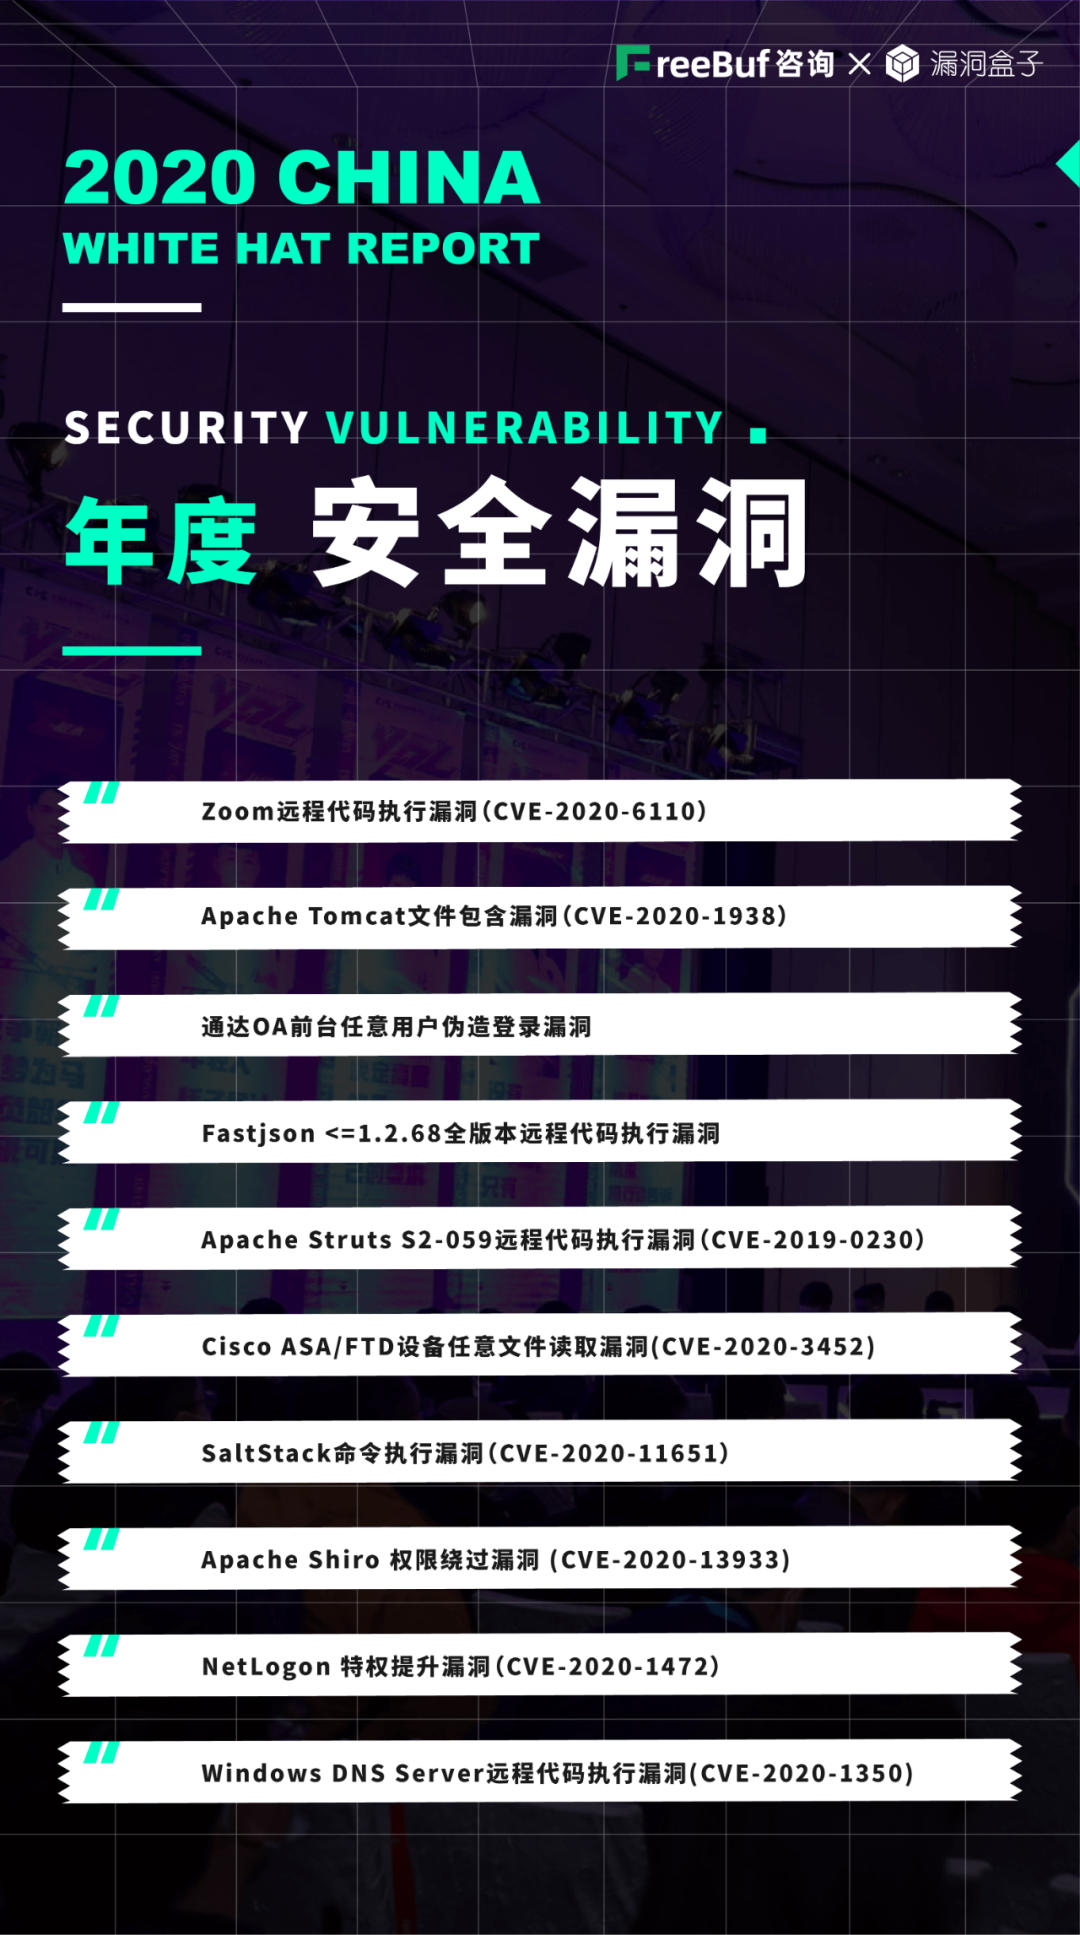 FreeBuf咨询 × 漏洞盒子
2020 CHINA
WHITE HAT REPORT
SECURITY VULNERABILITY
年度 安全漏洞
Zoom远程代码执行漏洞（CVE-2020-6110）
Apache Tomcat文件包含漏洞（CVE-2020-1938）
通达OA前台任意用户伪造登录漏洞
Fastjson <=1.2.68全版本远程代码执行漏洞
Apache Struts S2-059远程代码执行漏洞（CVE-2019-0230）
Cisco ASA/FTD设备任意文件读取漏洞(CVE-2020-3452)
SaltStack命令执行漏洞（CVE-2020-11651）
Apache Shiro 权限绕过漏洞 (CVE-2020-13933)
NetLogon 特权提升漏洞（CVE-2020-1472）
Windows DNS Server远程代码执行漏洞(CVE-2020-1350)